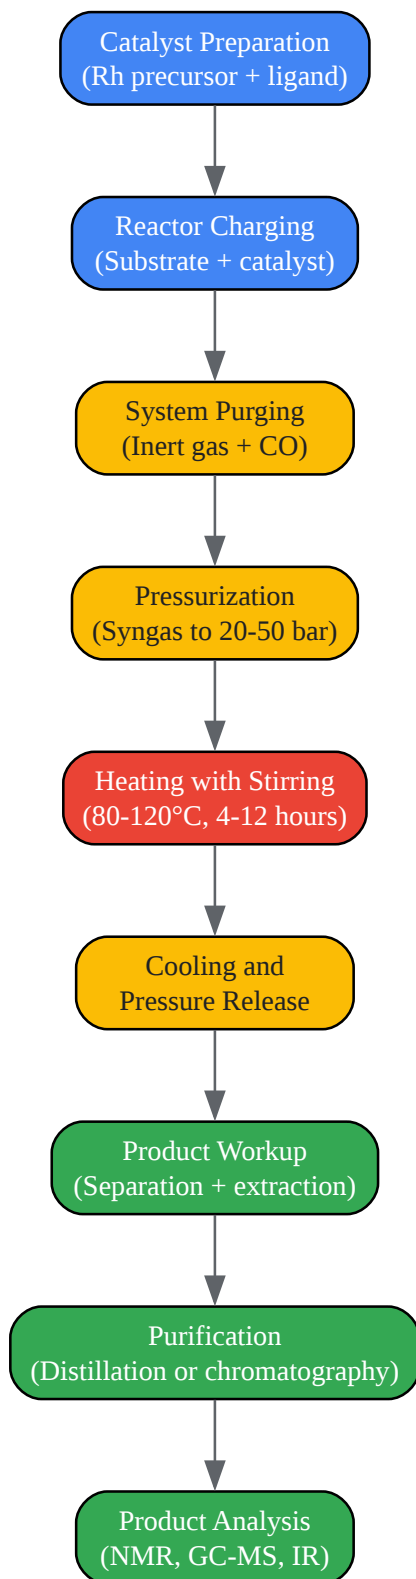 Catalyst Preparation
(Rh precursor + ligand)
Reactor Charging
(Substrate + catalyst)
System Purging
(Inert gas + CO)
Pressurization
(Syngas to 20-50 bar)
Heating with Stirring
(80-120°C, 4-12 hours)
Cooling and
Pressure Release
Product Workup
(Separation + extraction)
Purification
(Distillation or chromatography)
Product Analysis
(NMR, GC-MS, IR)